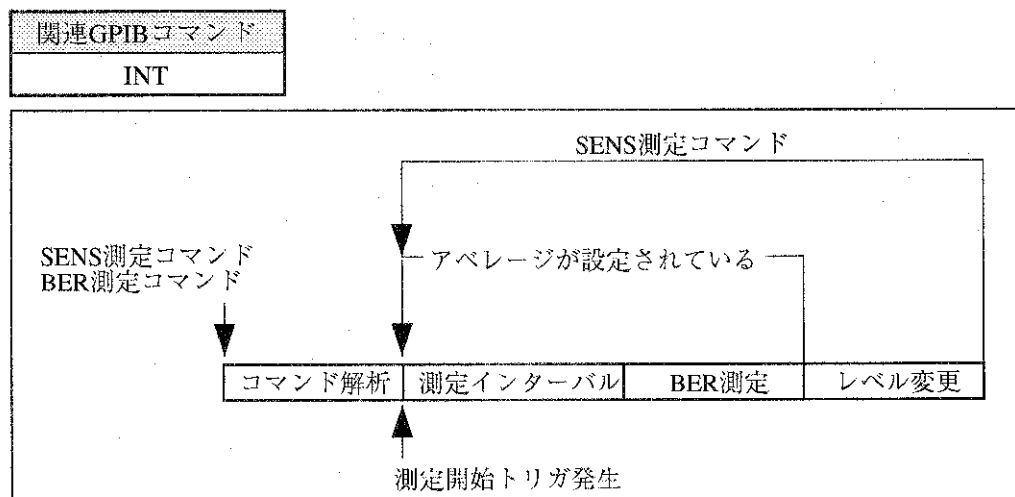 関連GPIBコマンド
INT
SENS測定コマンド
SENS測定コマンド
BER測定コマンド
アベレージが設定されている
コマンド解析 測定インターバル BER測定 レベル変更
測定開始トリガ発生